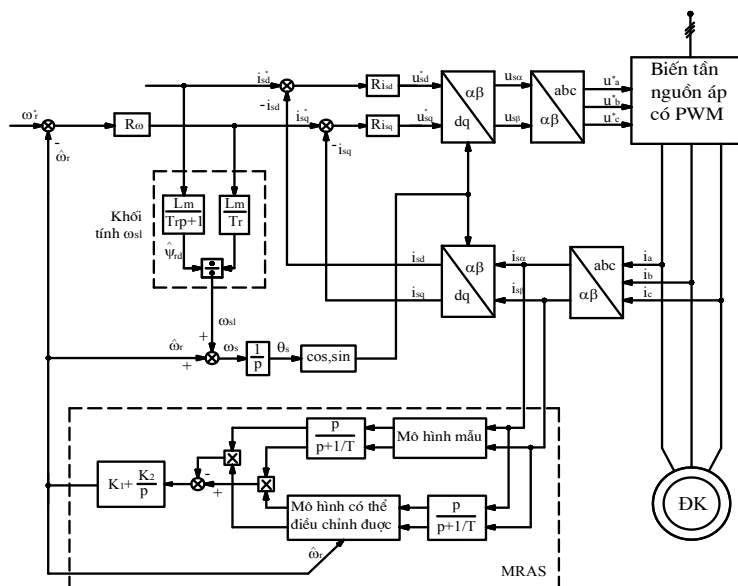 i*sd
-isd
Risd
u*sd
αβ
dq
usα
usβ
abc
αβ
u*a
u*b
u*c
Biến tần
nguồn áp
có PWM
ω*r
-
ω̂r
Rω
i*sq
-isq
Risq
u*sq
Khối
tính ωsl
Lm
Trp+1
Lm
Tr
ψ̂rd
÷
ωsl
+
ω̂r
+
ωs
1
p
θs
cos,sin
isd
isq
αβ
dq
isα
isβ
abc
αβ
ia
ib
ic
p
p+1/T
Mô hình mẫu
K1+ K2
p
-
+
Mô hình có thể
điều chỉnh đuợc
p
p+1/T
ω̂r
MRAS
ĐK